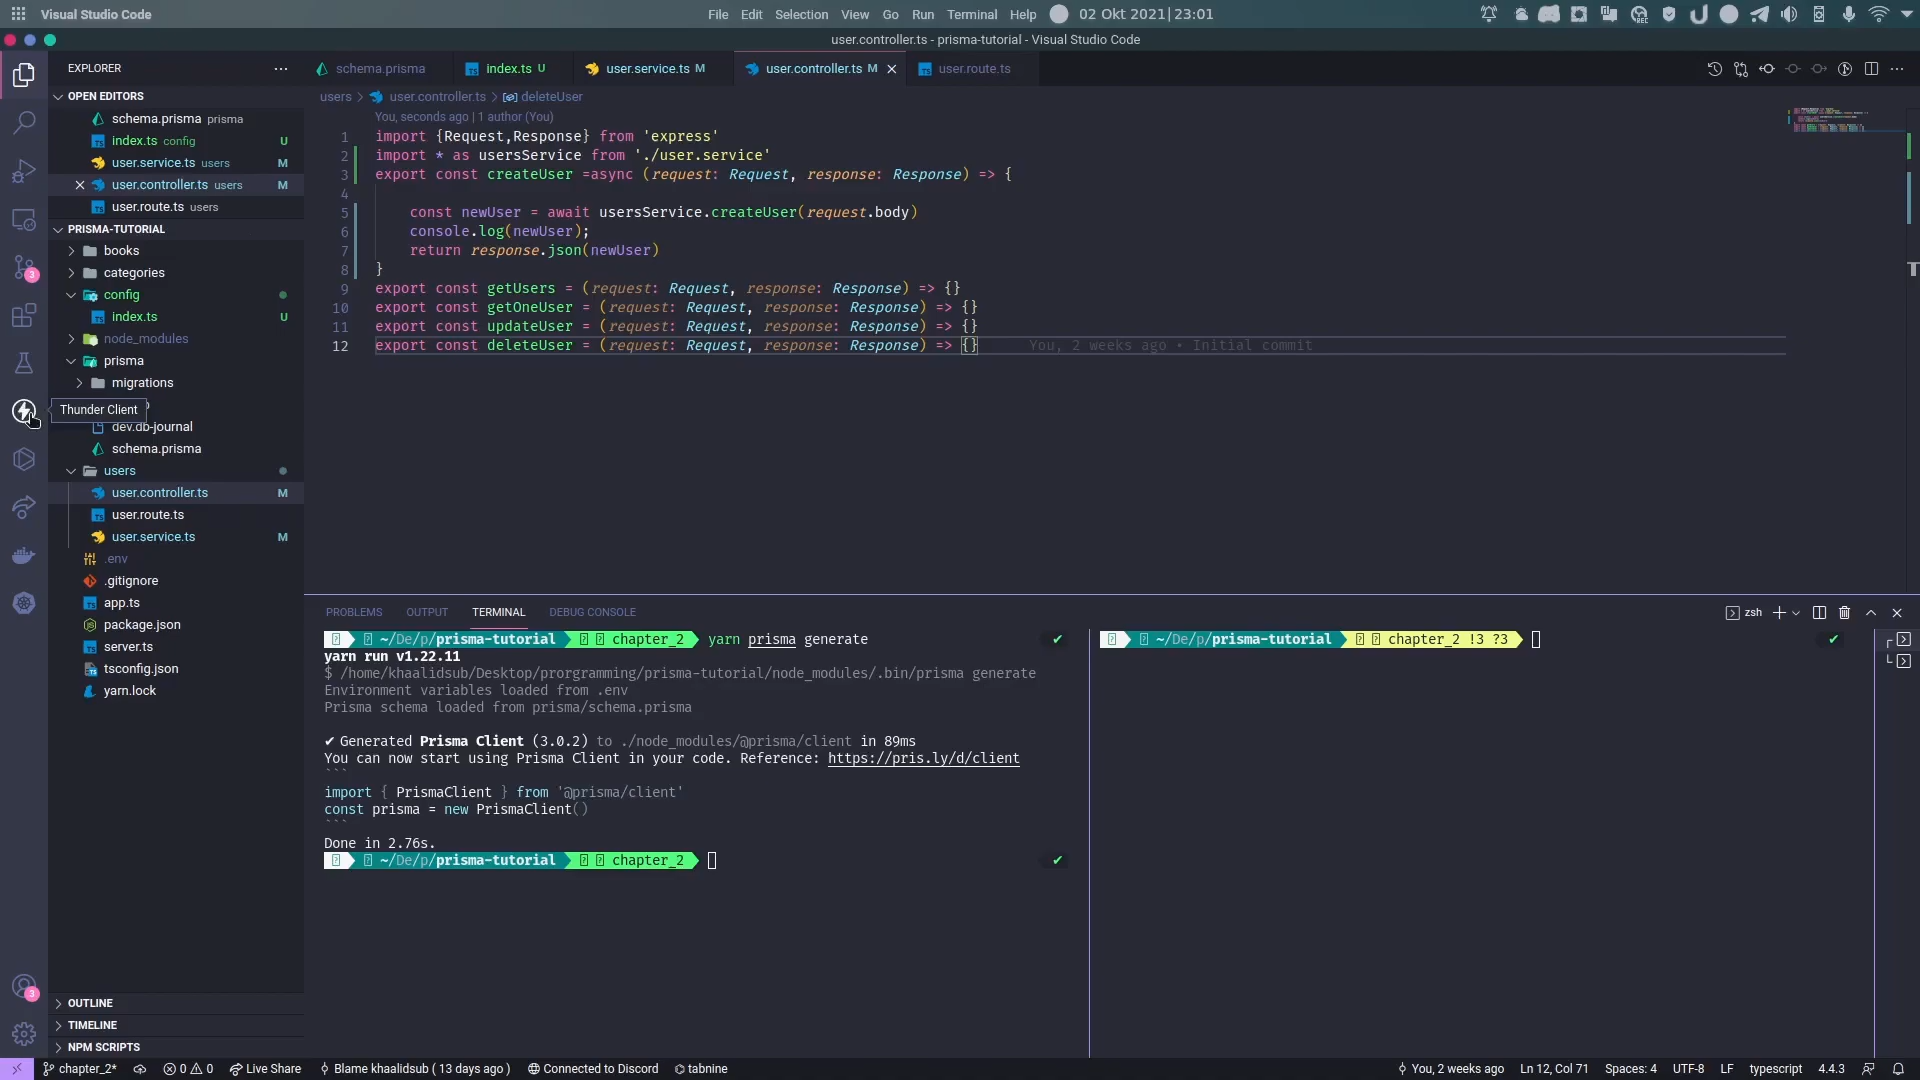 Visual Studio Code
File Edit Selection View Go Run Terminal Help 02 Okt 2021| 23:01
user.controller.ts - prisma-tutorial - Visual Studio Code
EXPLORER
schema.prisma
index.ts U
user.service.ts M
user.controller.ts M
user.route.ts
OPEN EDITORS
schema.prisma prisma
index.ts config U
user.service.ts users M
user.controller.ts users M
user.route.ts users
PRISMA-TUTORIAL
books
categories
config
index.ts U
node_modules
prisma
migrations
Thunder Client
dev.db-journal
schema.prisma
users
user.controller.ts M
user.route.ts
user.service.ts M
.env
.gitignore
app.ts
package.json
server.ts
tsconfig.json
yarn.lock
OUTLINE
TIMELINE
NPM SCRIPTS
3
3
users > user.controller.ts > deleteUser
You, seconds ago | 1 author (You)
1 import {Request,Response} from 'express'
2 import * as usersService from './user.service'
3 export const createUser =async (request: Request, response: Response) => {
4
5 const newUser = await usersService.createUser(request.body)
6 console.log(newUser);
7 return response.json(newUser)
8 }
9 export const getUsers = (request: Request, response: Response) => {}
10 export const getOneUser = (request: Request, response: Response) => {}
11 export const updateUser = (request: Request, response: Response) => {}
12 export const deleteUser = (request: Request, response: Response) => {} You, 2 weeks ago • Initial commit
PROBLEMS OUTPUT TERMINAL DEBUG CONSOLE
zsh
~/De/p/prisma-tutorial chapter_2 yarn prisma generate ✔
yarn run v1.22.11
$ /home/khaalidsub/Desktop/prorgramming/prisma-tutorial/node_modules/.bin/prisma generate
Environment variables loaded from .env
Prisma schema loaded from prisma/schema.prisma
✔ Generated Prisma Client (3.0.2) to ./node_modules/@prisma/client in 89ms
You can now start using Prisma Client in your code. Reference: https://pris.ly/d/client
```
import { PrismaClient } from '@prisma/client'
const prisma = new PrismaClient()
```
Done in 2.76s.
~/De/p/prisma-tutorial chapter_2 ✔
~/De/p/prisma-tutorial chapter_2 !3 ?3 ✔
chapter_2* 0 0 Live Share Blame khaalidsub ( 13 days ago ) Connected to Discord tabnine You, 2 weeks ago Ln 12, Col 71 Spaces: 4 UTF-8 LF typescript 4.4.3